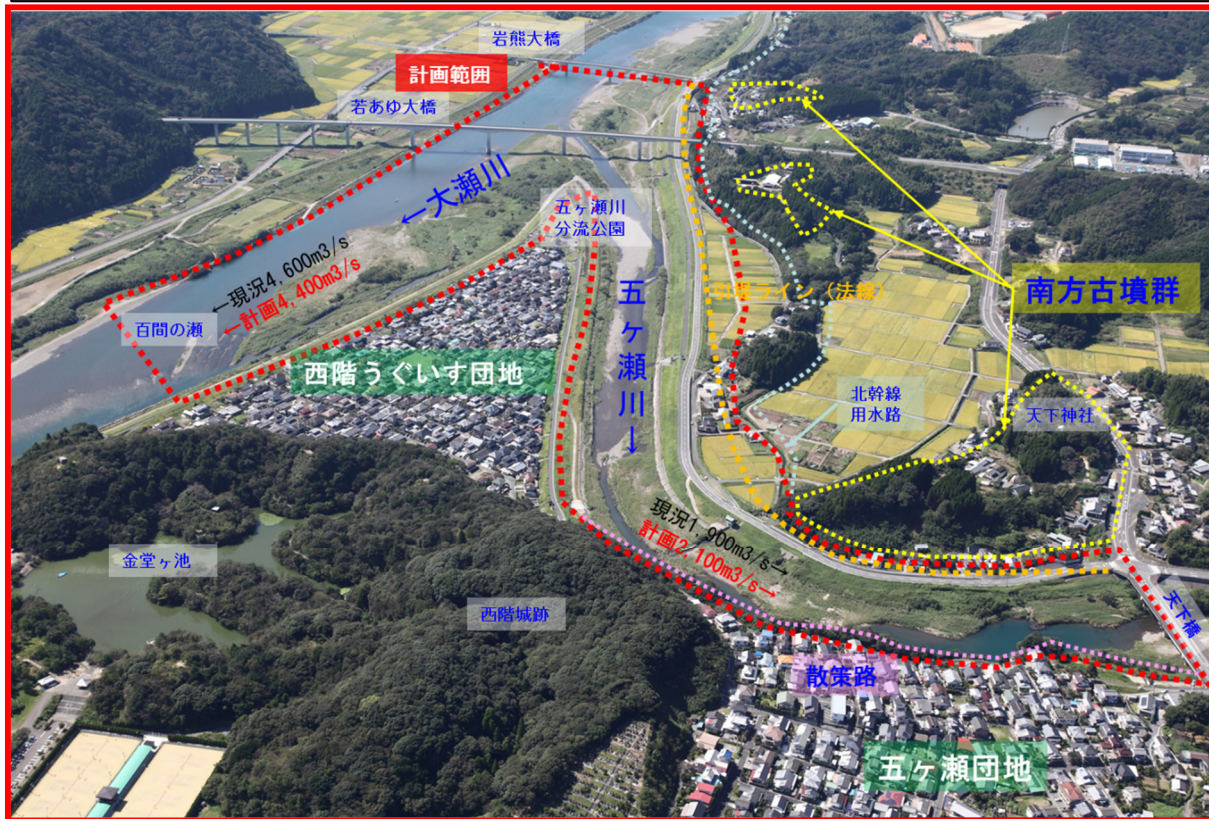 岩熊大橋
計画範囲
若あゆ大橋
←大瀬川
五ヶ瀬川
分流公園
←現況4,600m3/s
←計画4,400m3/s
百間の瀬
西階うぐいす団地
五ヶ瀬川→
引堤ライン（法線）
南方古墳群
北幹線
用水路
天下神社
現況1,900m3/s→
計画2,100m3/s→
金堂ヶ池
西階城跡
散策路
天下橋
五ヶ瀬団地